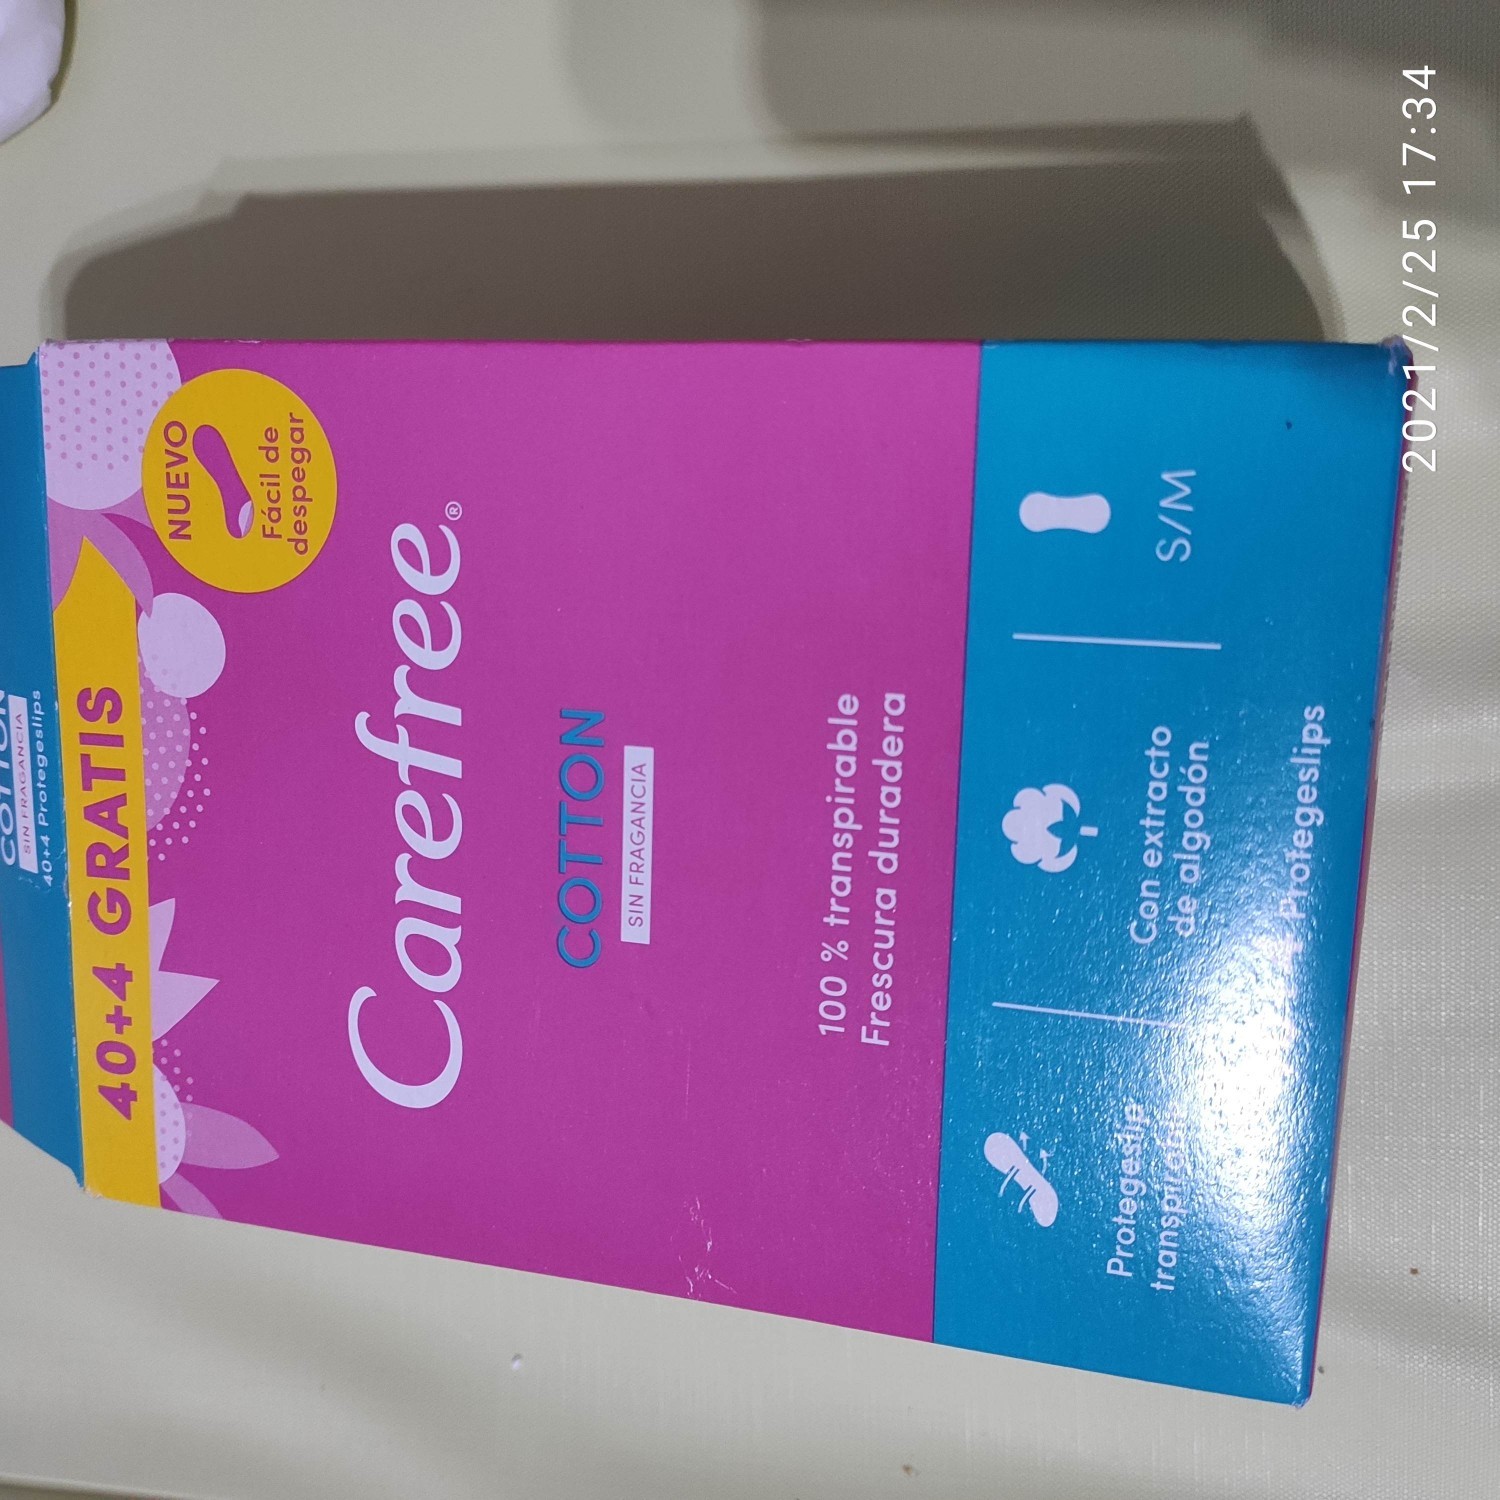 COTTON
SIN FRAGANCIA
40+4 Protegeslips
40+4 GRATIS
NUEVO
Fácil de
despegar
Carefree®
COTTON
SIN FRAGANCIA
100 % transpirable
Frescura duradera
Protegeslip
transpirable
Con extracto
de algodón
S/M
Protegeslips
2021/2/25 17:34